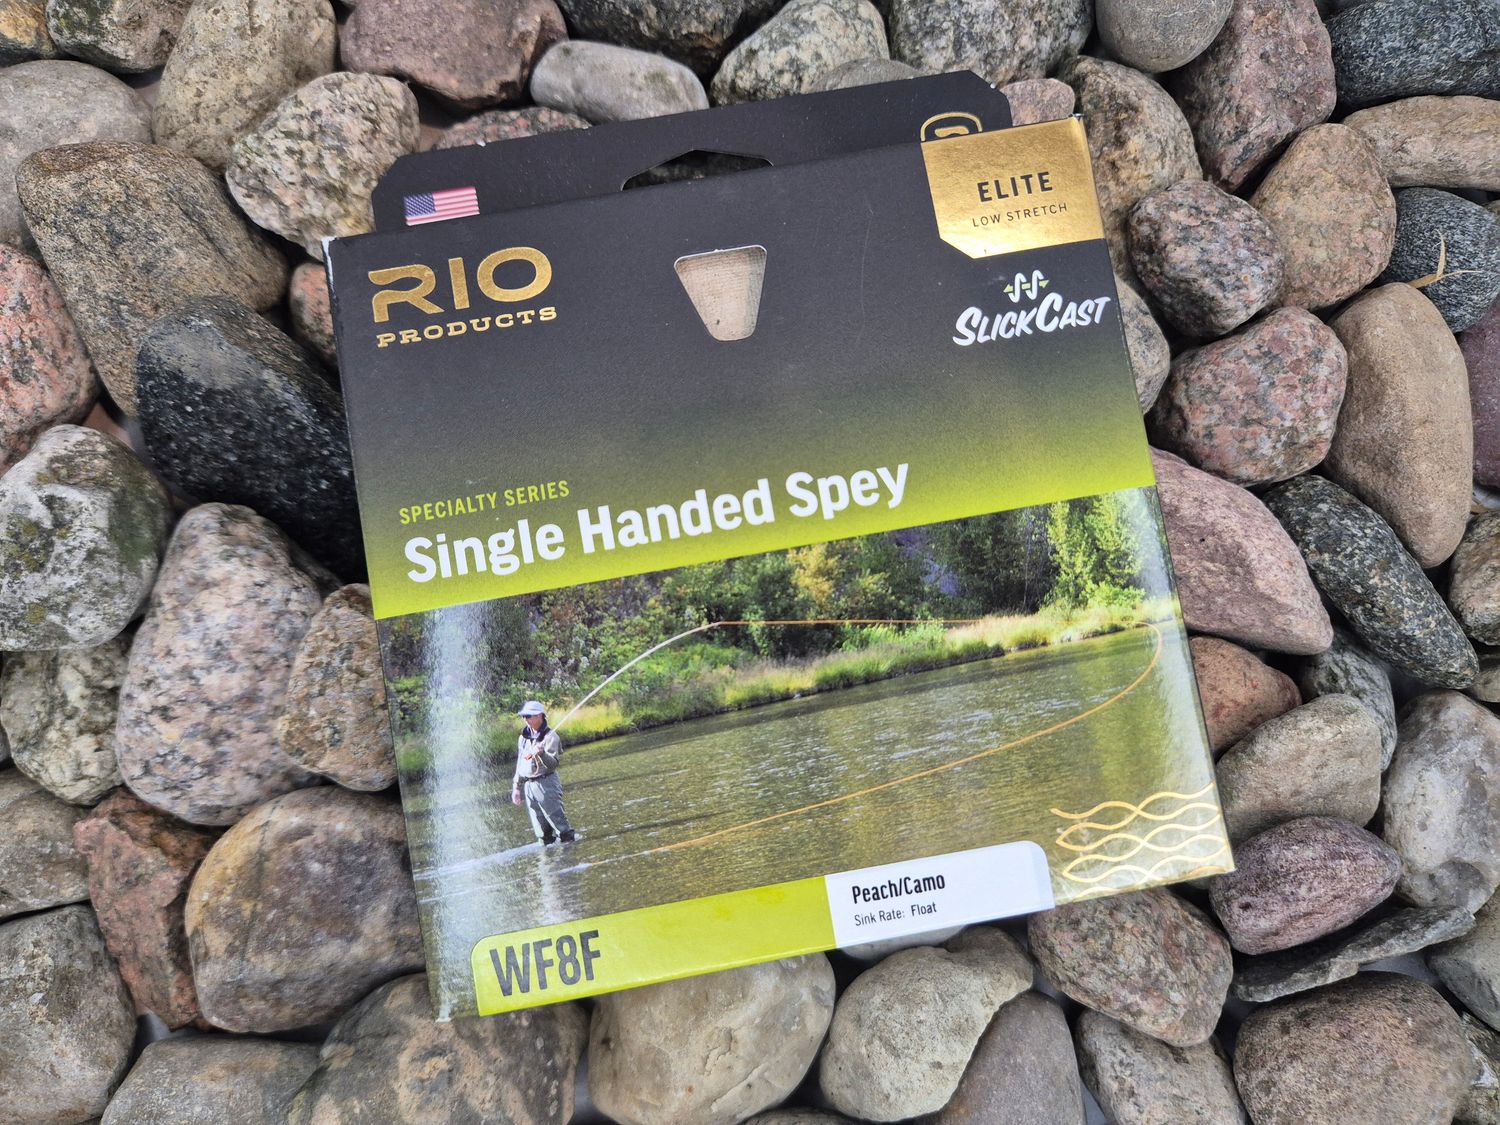 ELITE
LOW STRETCH
RIO
PRODUCTS
SLICKCAST
SPECIALTY SERIES
Single Handed Spey
Peach/Camo
Sink Rate: Float
WF8F